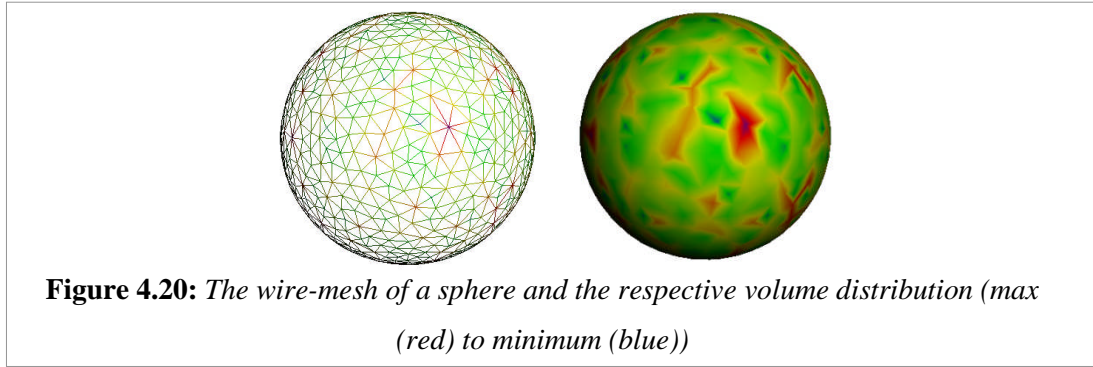 Figure 4.20: The wire-mesh of a sphere and the respective volume distribution (max
(red) to minimum (blue))